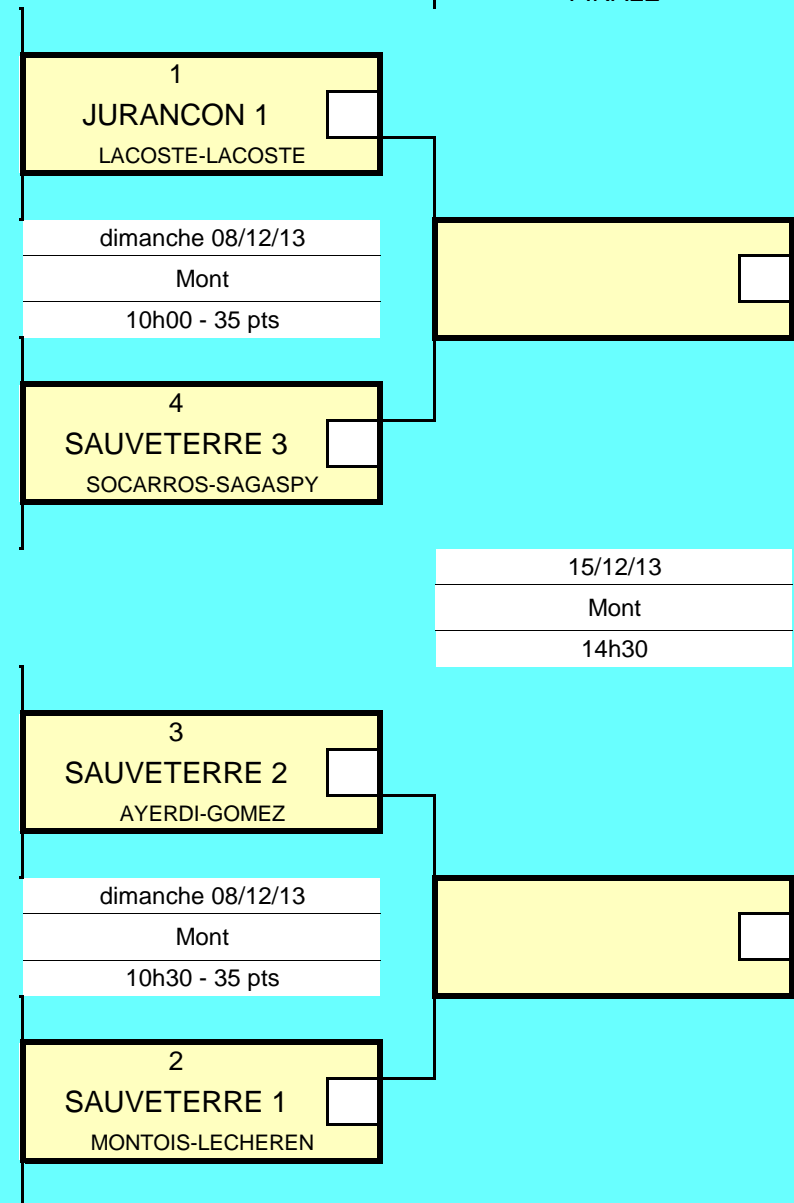 1
JURANCON 1
LACOSTE-LACOSTE
dimanche 08/12/13
Mont
10h00 - 35 pts
4
SAUVETERRE 3
SOCARROS-SAGASPY
15/12/13
Mont
14h30
3
SAUVETERRE 2
AYERDI-GOMEZ
dimanche 08/12/13
Mont
10h30 - 35 pts
2
SAUVETERRE 1
MONTOIS-LECHEREN